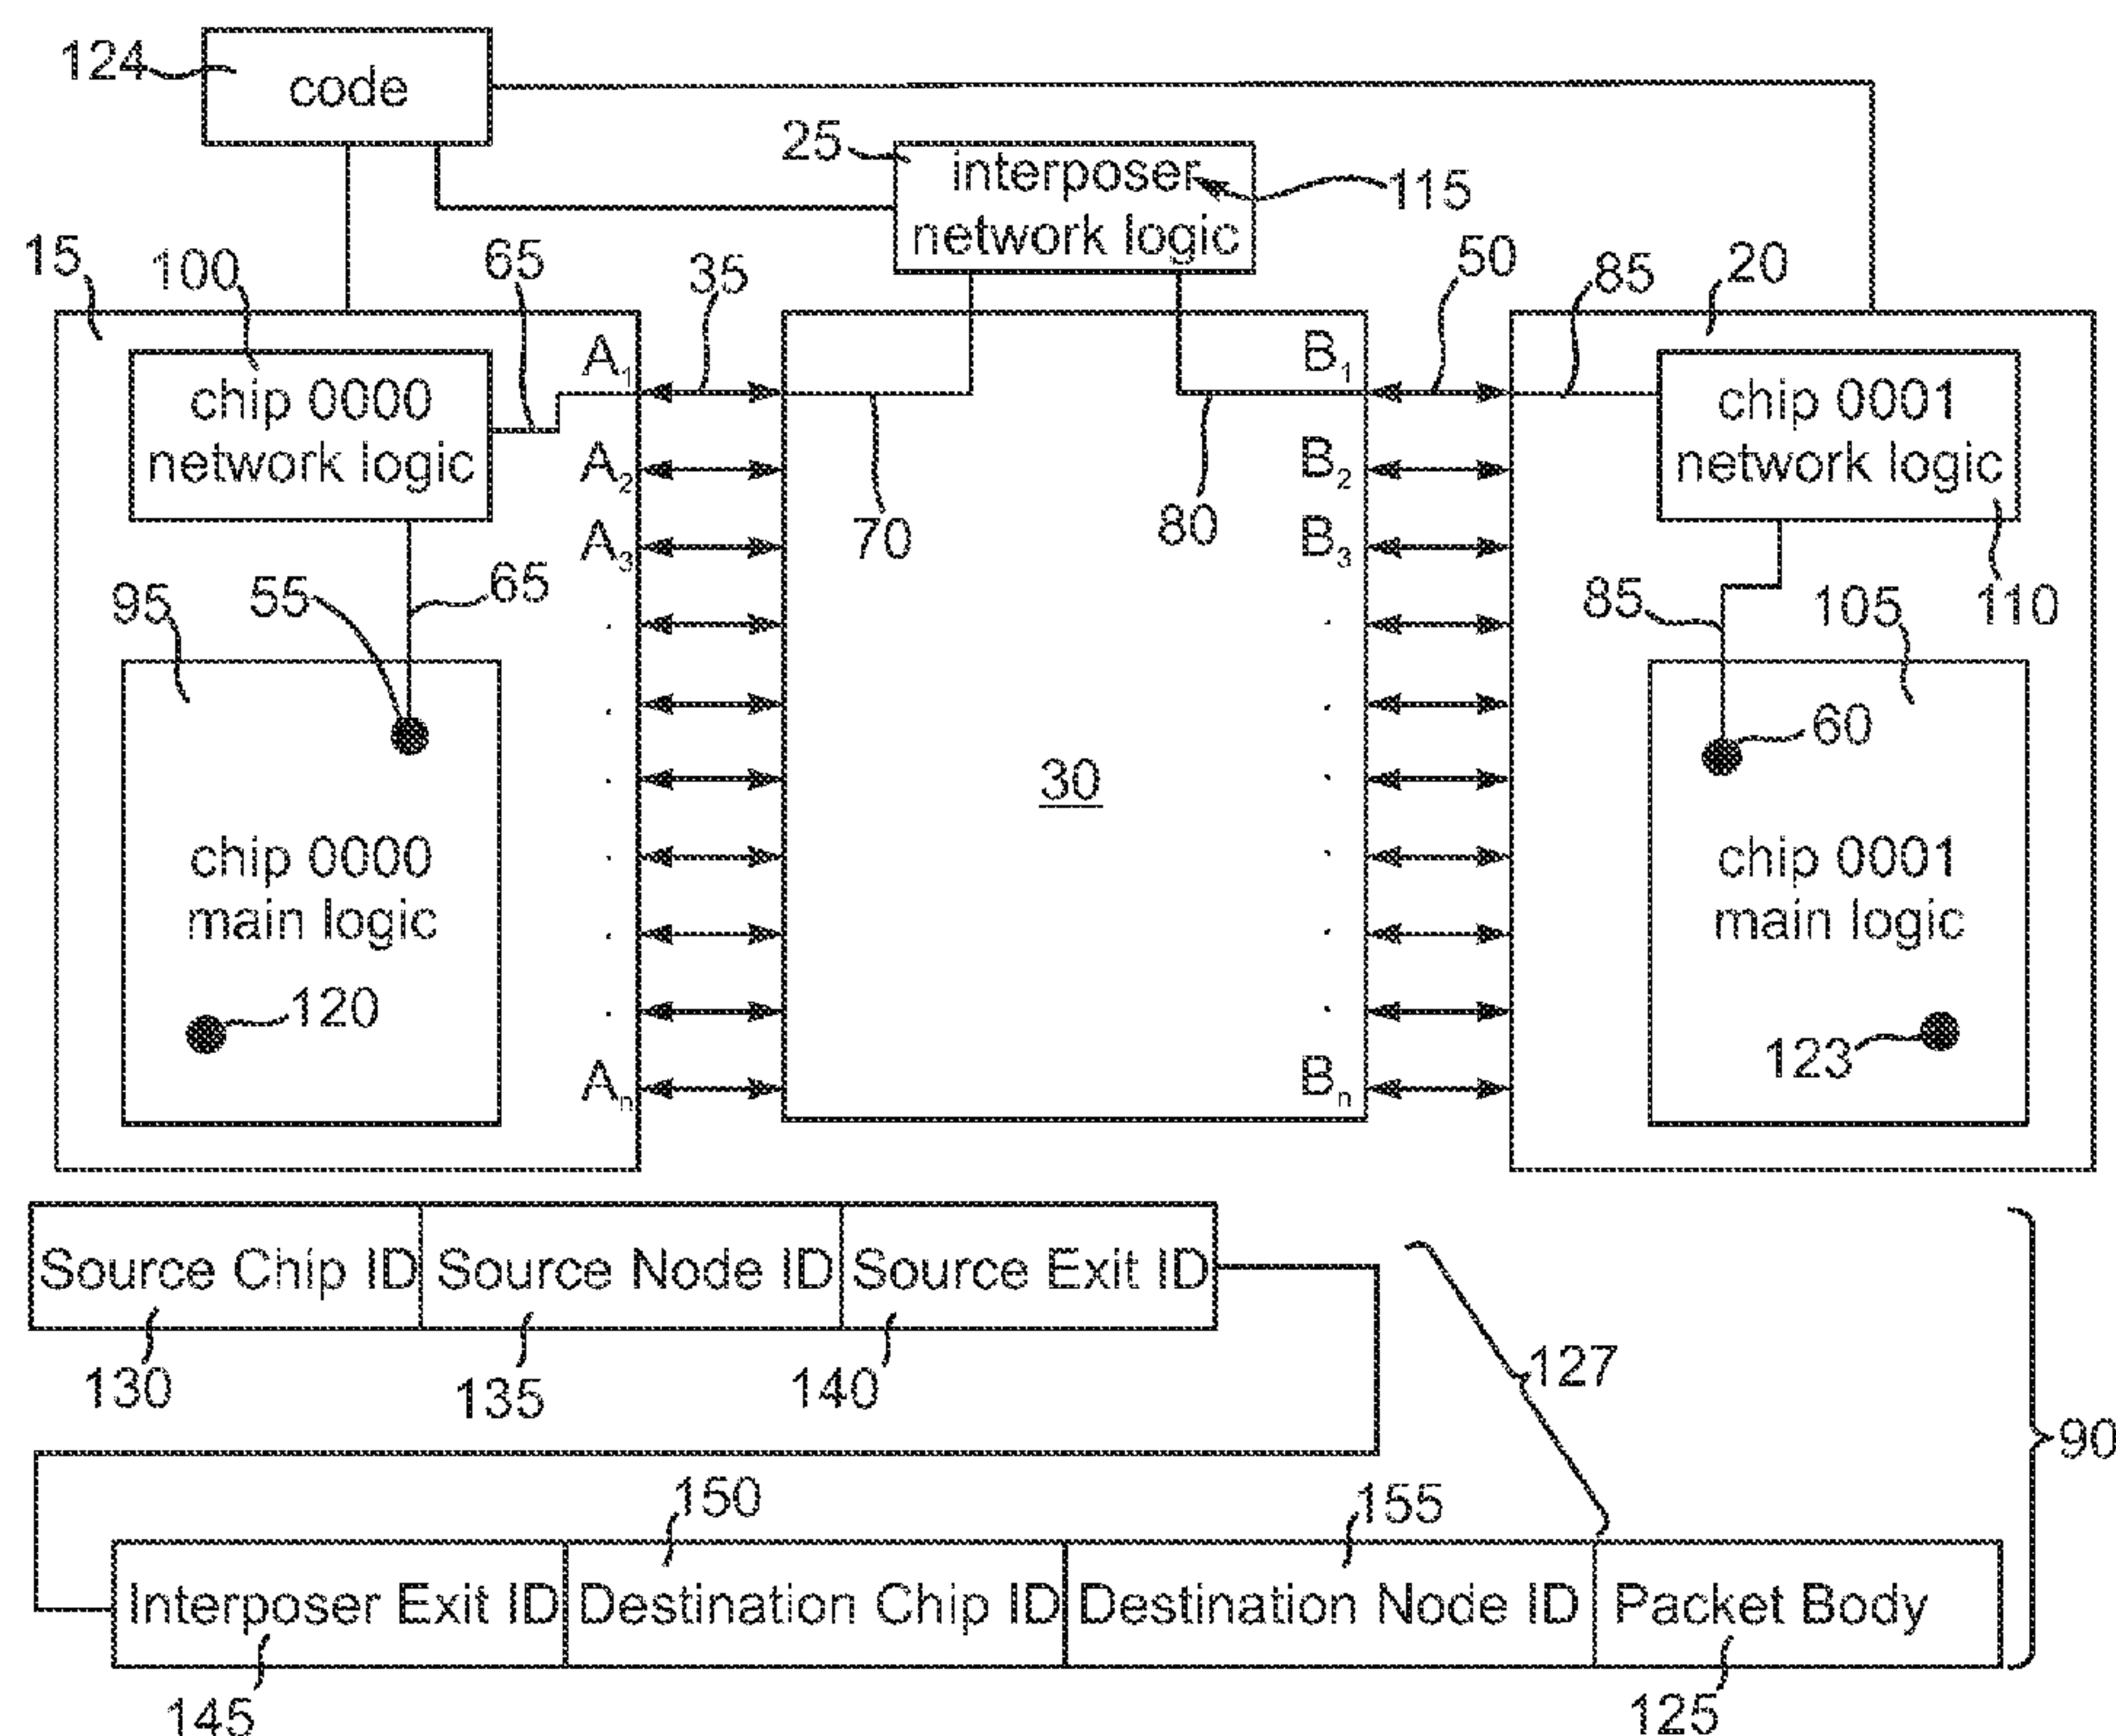 124
code
25
interposer
network logic
115
15
100
65
35
50
20
85
A1
B1
chip 0000
network logic
65
70
80
chip 0001
network logic
A2
B2
A3
B3
95
55
65
85
105
110
60
30
chip 0000
main logic
chip 0001
main logic
120
123
An
Bn
Source Chip ID Source Node ID Source Exit ID
130
135
140
127
90
150
155
Interposer Exit ID Destination Chip ID Destination Node ID Packet Body
145
125